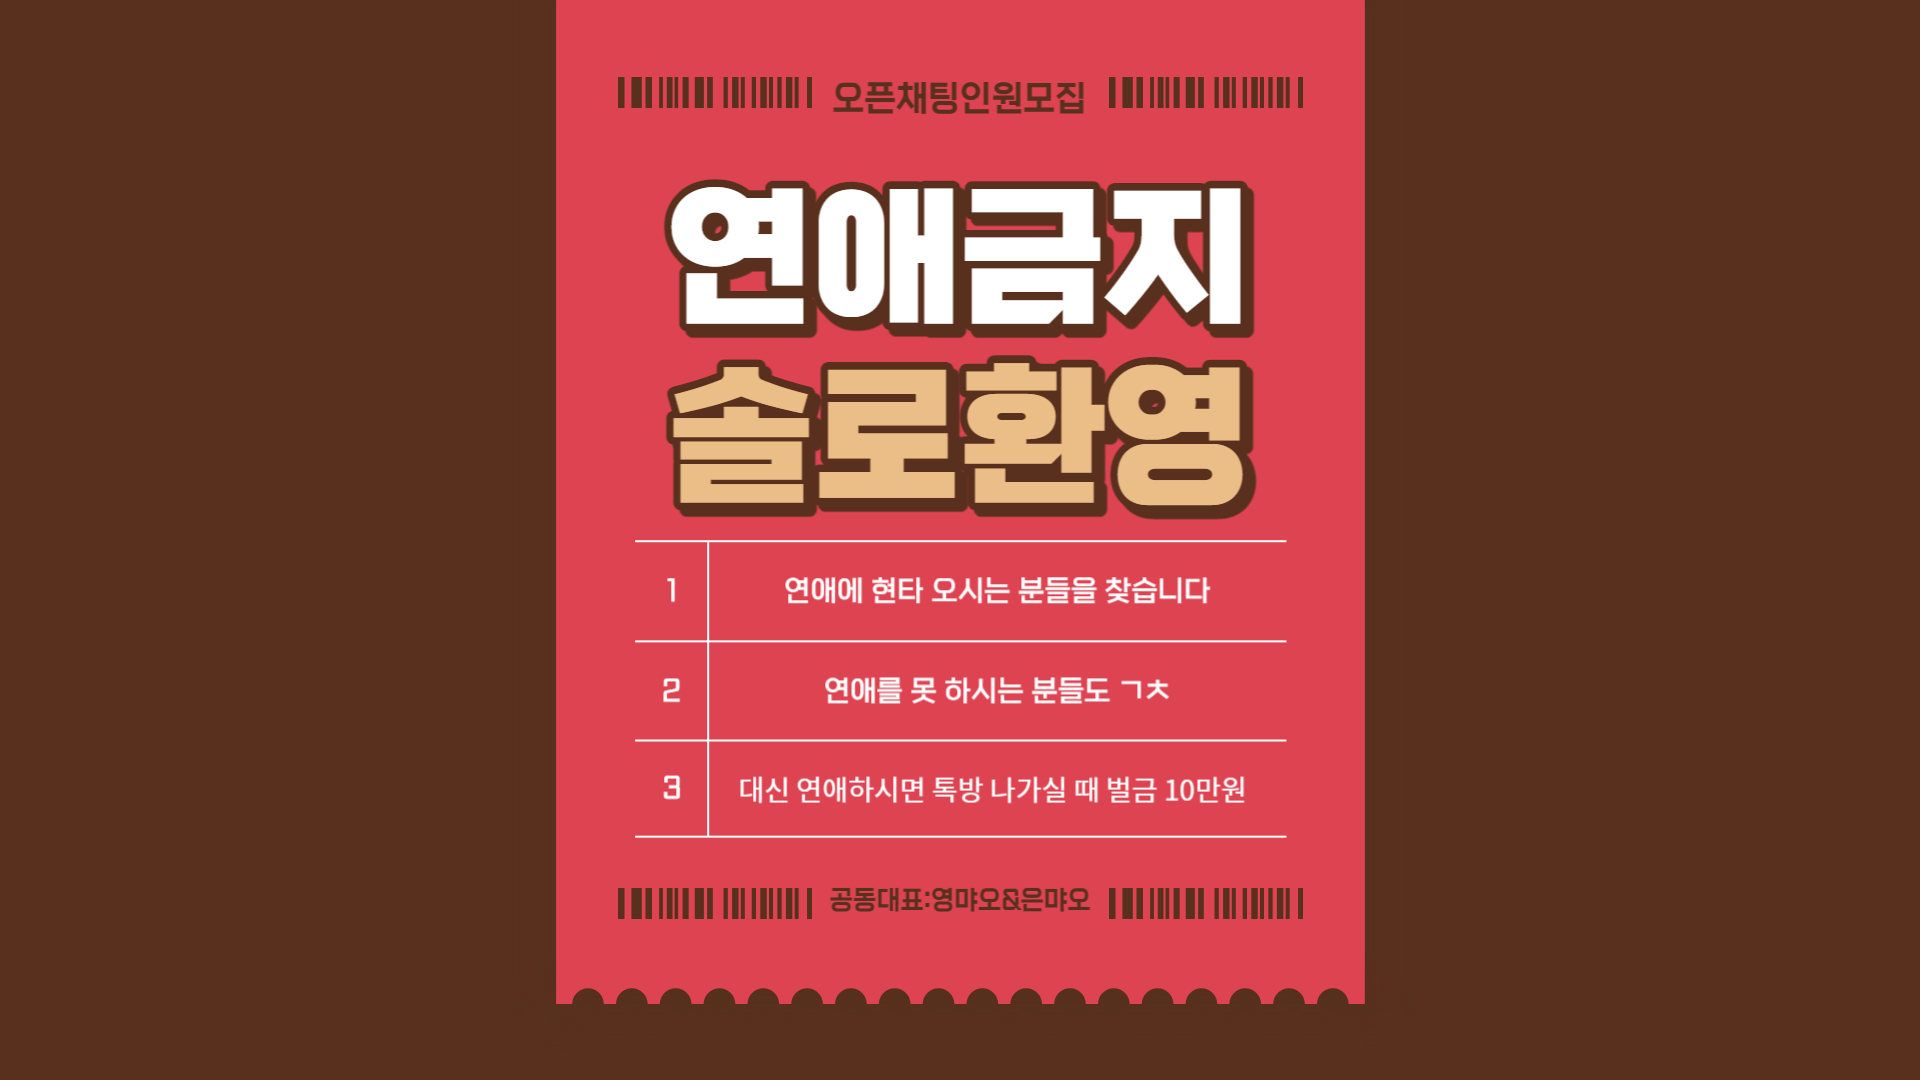 오픈채팅인원모집
연애금지
솔로환영
1 연애에 현타 오시는 분들을 찾습니다
2 연애를 못 하시는 분들도 ㄱㅊ
3 대신 연애하시면 톡방 나가실 때 벌금 10만원
공동대표:영먀오&은먀오